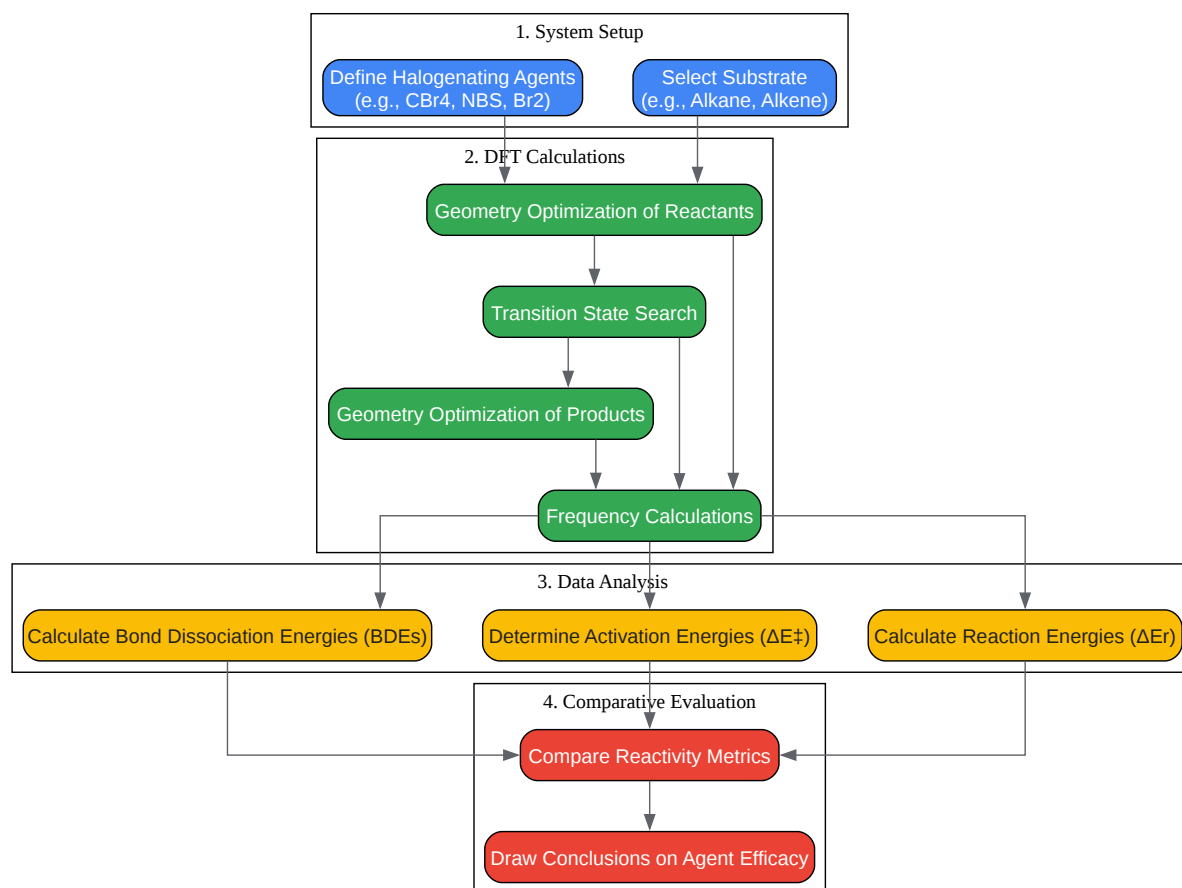 1. System Setup
Define Halogenating Agents
(e.g., CBr4, NBS, Br2)
Select Substrate
(e.g., Alkane, Alkene)
2. DFT Calculations
Geometry Optimization of Reactants
Transition State Search
Geometry Optimization of Products
Frequency Calculations
3. Data Analysis
Calculate Bond Dissociation Energies (BDEs)
Determine Activation Energies (ΔE‡)
Calculate Reaction Energies (ΔEr)
4. Comparative Evaluation
Compare Reactivity Metrics
Draw Conclusions on Agent Efficacy